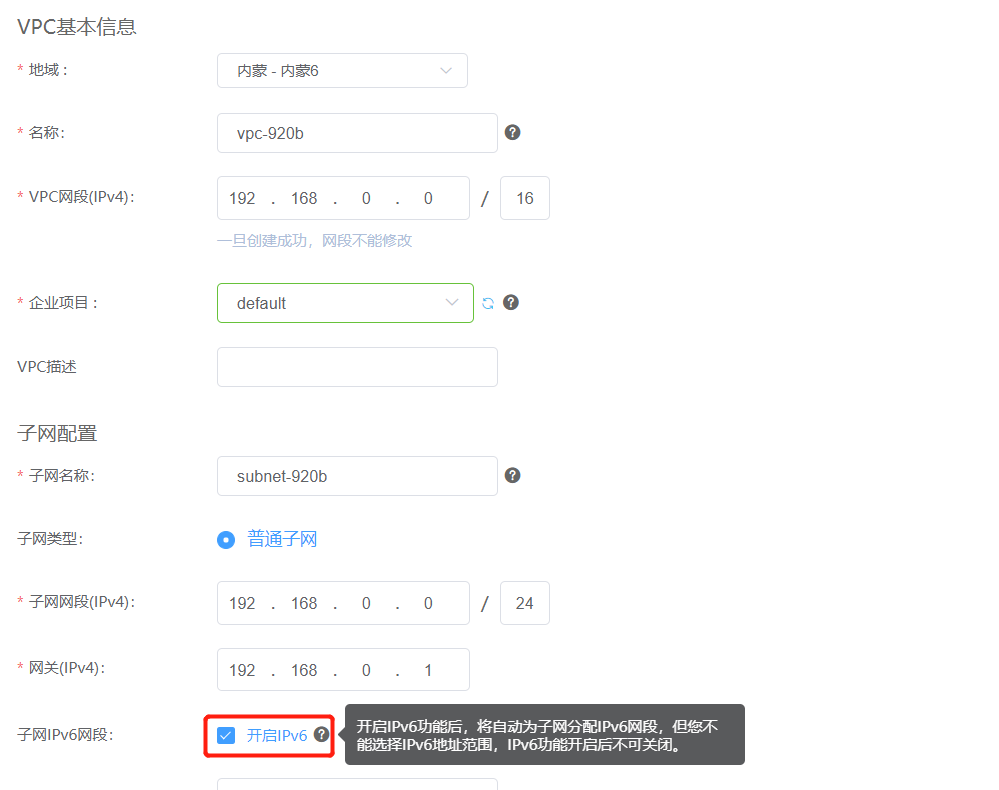 VPC基本信息
* 地域 :
内蒙 - 内蒙6
* 名称:
vpc-920b
* VPC网段(IPv4):
192 . 168 . 0 . 0 / 16
一旦创建成功，网段不能修改
* 企业项目 :
default
VPC描述
子网配置
* 子网名称:
subnet-920b
子网类型:
普通子网
* 子网网段(IPv4):
192 . 168 . 0 . 0 / 24
* 网关(IPv4):
192 . 168 . 0 . 1
子网IPv6网段:
开启IPv6
开启IPv6功能后，将自动为子网分配IPv6网段，但您不
能选择IPv6地址范围，IPv6功能开启后不可关闭。